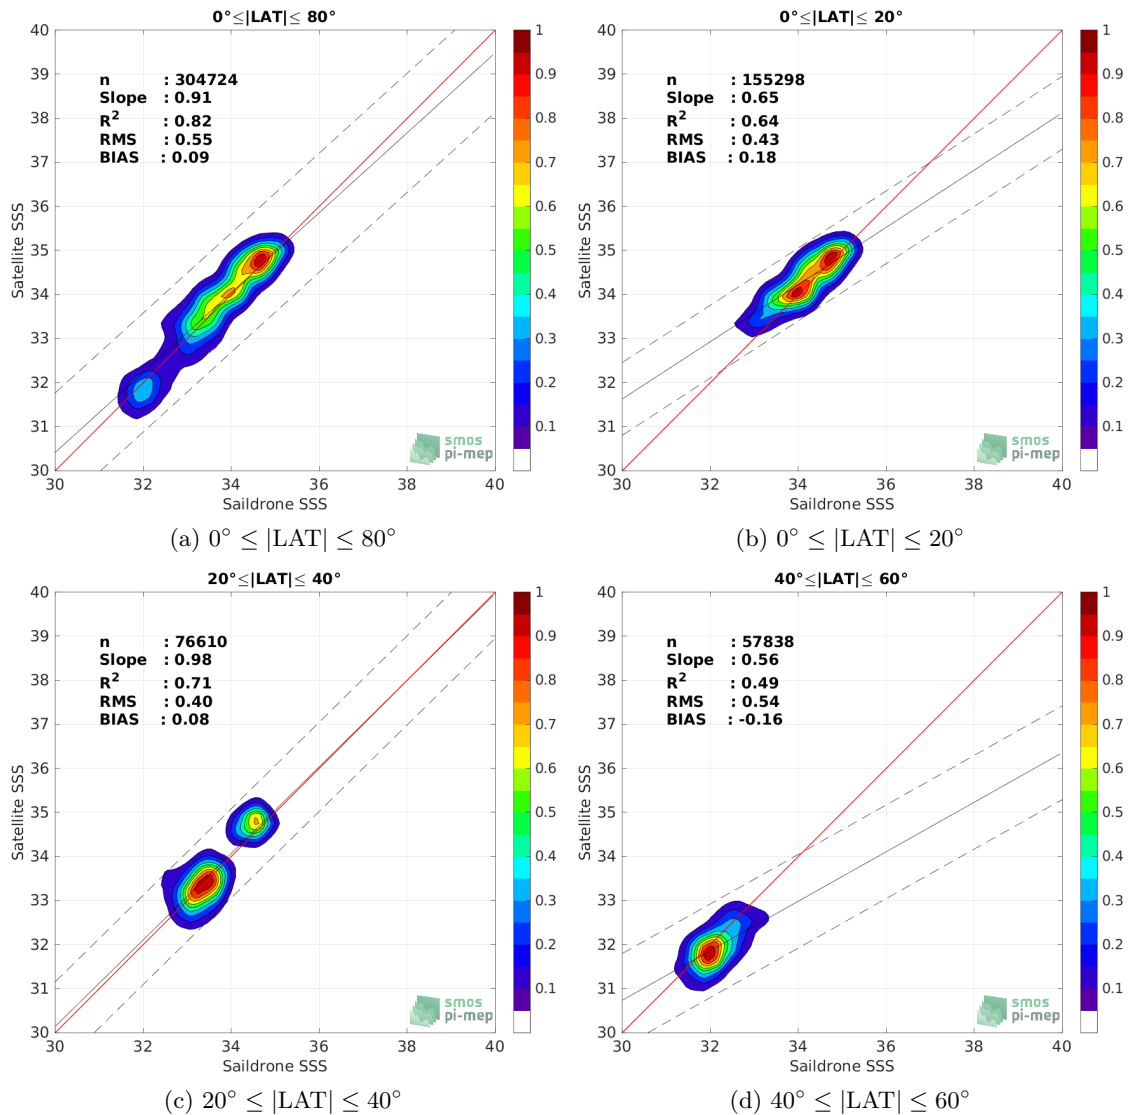 0°≤|LAT|≤ 80°
40
39
38
37
36
35
34
33
32
31
30
Satellite SSS
n : 304724
Slope : 0.91
R² : 0.82
RMS : 0.55
BIAS : 0.09
smos
pi-mep
30 32 34 36 38 40
Saildrone SSS
1
0.9
0.8
0.7
0.6
0.5
0.4
0.3
0.2
0.1
(a) 0° ≤ |LAT| ≤ 80°
0°≤|LAT|≤ 20°
40
39
38
37
36
35
34
33
32
31
30
Satellite SSS
n : 155298
Slope : 0.65
R² : 0.64
RMS : 0.43
BIAS : 0.18
smos
pi-mep
30 32 34 36 38 40
Saildrone SSS
1
0.9
0.8
0.7
0.6
0.5
0.4
0.3
0.2
0.1
(b) 0° ≤ |LAT| ≤ 20°
20°≤|LAT|≤ 40°
40
39
38
37
36
35
34
33
32
31
30
Satellite SSS
n : 76610
Slope : 0.98
R² : 0.71
RMS : 0.40
BIAS : 0.08
smos
pi-mep
30 32 34 36 38 40
Saildrone SSS
1
0.9
0.8
0.7
0.6
0.5
0.4
0.3
0.2
0.1
(c) 20° ≤ |LAT| ≤ 40°
40°≤|LAT|≤ 60°
40
39
38
37
36
35
34
33
32
31
30
Satellite SSS
n : 57838
Slope : 0.56
R² : 0.49
RMS : 0.54
BIAS : -0.16
smos
pi-mep
30 32 34 36 38 40
Saildrone SSS
1
0.9
0.8
0.7
0.6
0.5
0.4
0.3
0.2
0.1
(d) 40° ≤ |LAT| ≤ 60°